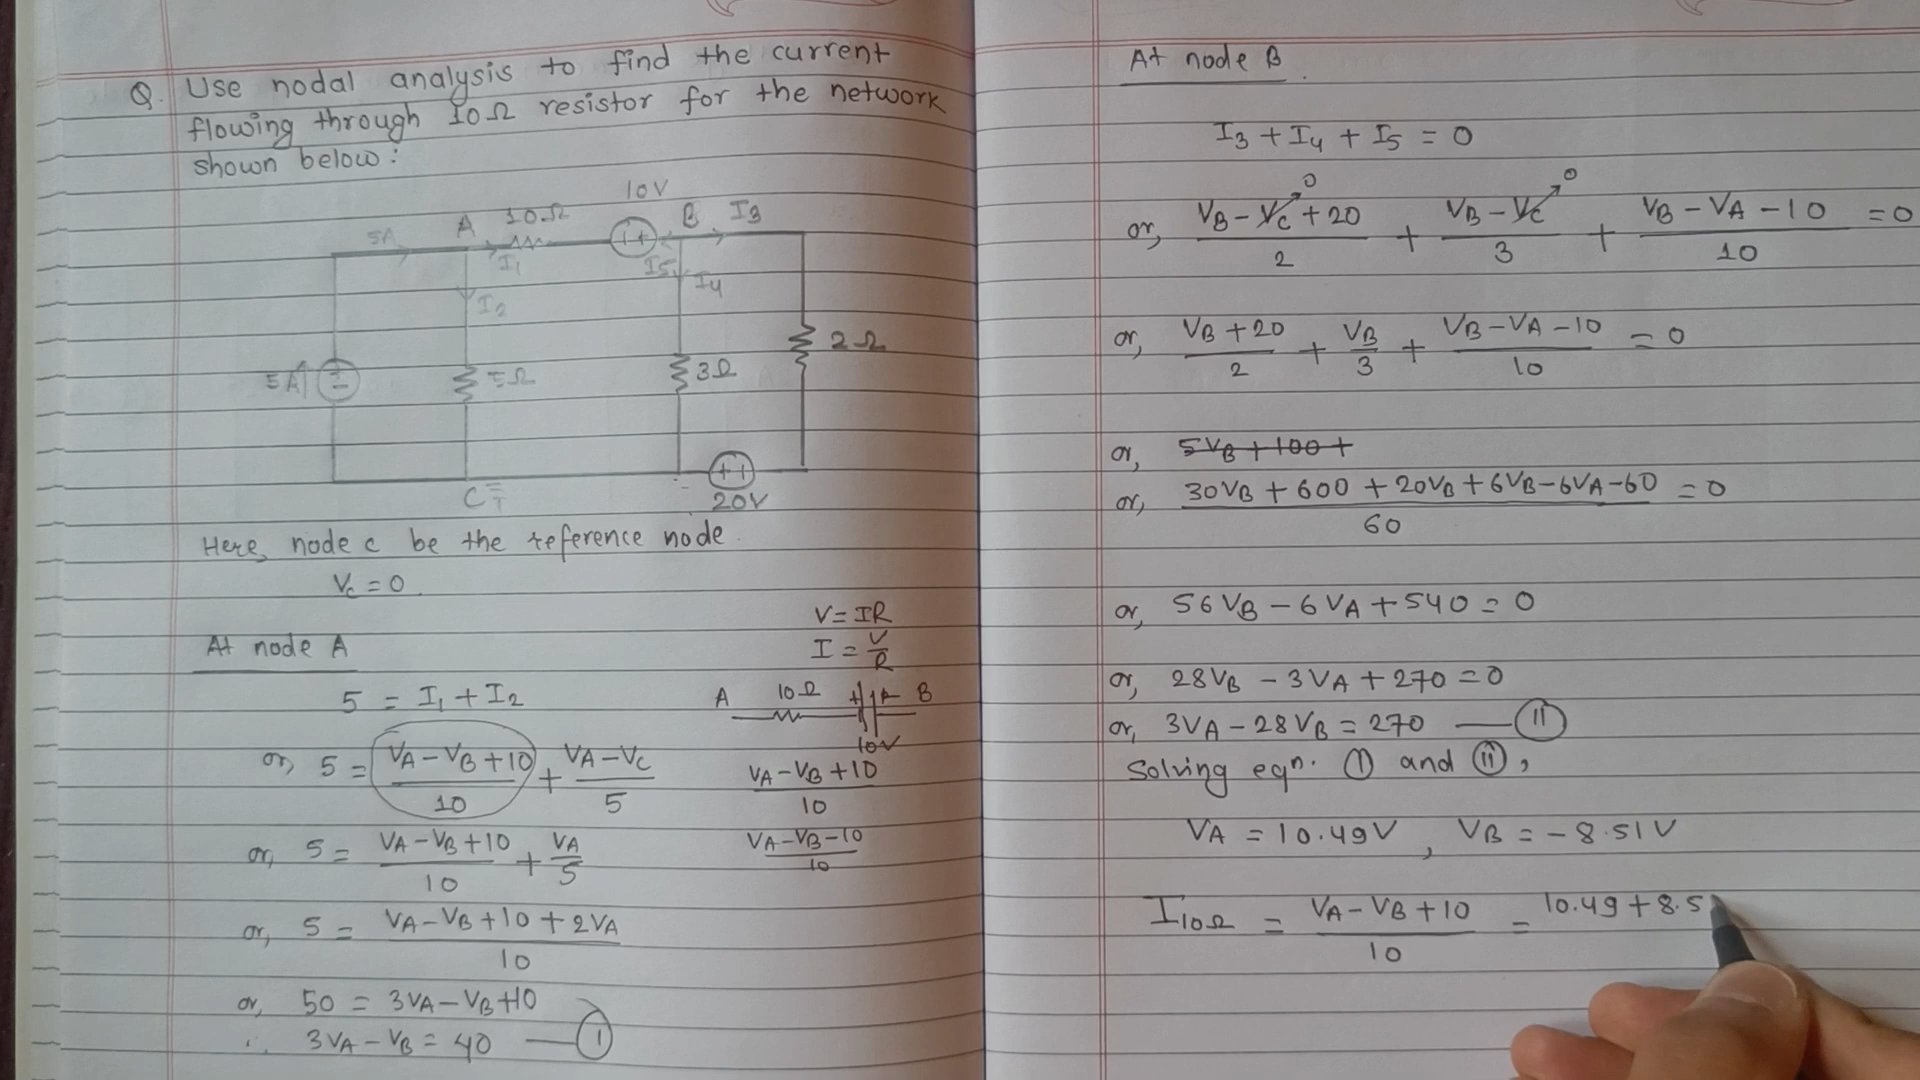 Q. Use nodal analysis to find the current
flowing through 10Ω resistor for the network
shown below:
10V
5A A 10Ω B I3
I1 I5 I4
I2
5A 5Ω 3Ω 2Ω
C 20V
Here, node c be the reference node.
Vc = 0.
At node A
V = IR
I = V/R
5 = I1 + I2
A 10Ω + - B
10V
or, 5 = (VA - VB + 10)/10 + (VA - VC)/5
(VA - VB + 10)/10
or, 5 = (VA - VB + 10)/10 + VA/5
(VA - VB - 10)/10
or, 5 = (VA - VB + 10 + 2VA)/10
or, 50 = 3VA - VB + 10
∴ 3VA - VB = 40 —— (I)
At node B.
I3 + I4 + I5 = 0
or, (VB - VC + 20)/2 + (VB - VC)/3 + (VB - VA - 10)/10 = 0
or, (VB + 20)/2 + VB/3 + (VB - VA - 10)/10 = 0
or, 5VB + 100 +
or, (30VB + 600 + 20VB + 6VB - 6VA - 60)/60 = 0
or, 56VB - 6VA + 540 = 0
or, 28VB - 3VA + 270 = 0
or, 3VA - 28VB = 270 —— (II)
Solving eqn. (I) and (II),
VA = 10.49V, VB = -8.51V
I10Ω = (VA - VB + 10)/10 = 10.49 + 8.5